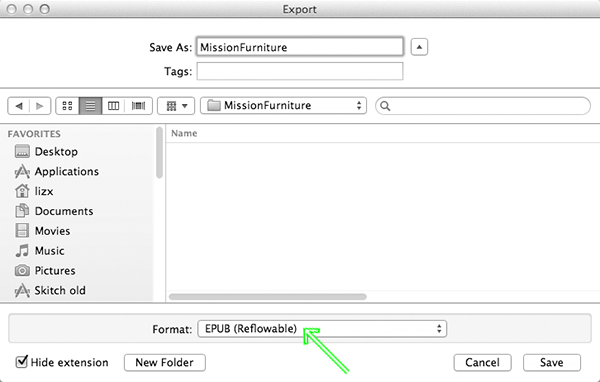 Export
Save As: MissionFurniture
Tags:
MissionFurniture
FAVORITES
Name
Desktop
Applications
lizx
Documents
Movies
Music
Pictures
Skitch old
Format: EPUB (Reflowable)
Hide extension New Folder Cancel Save